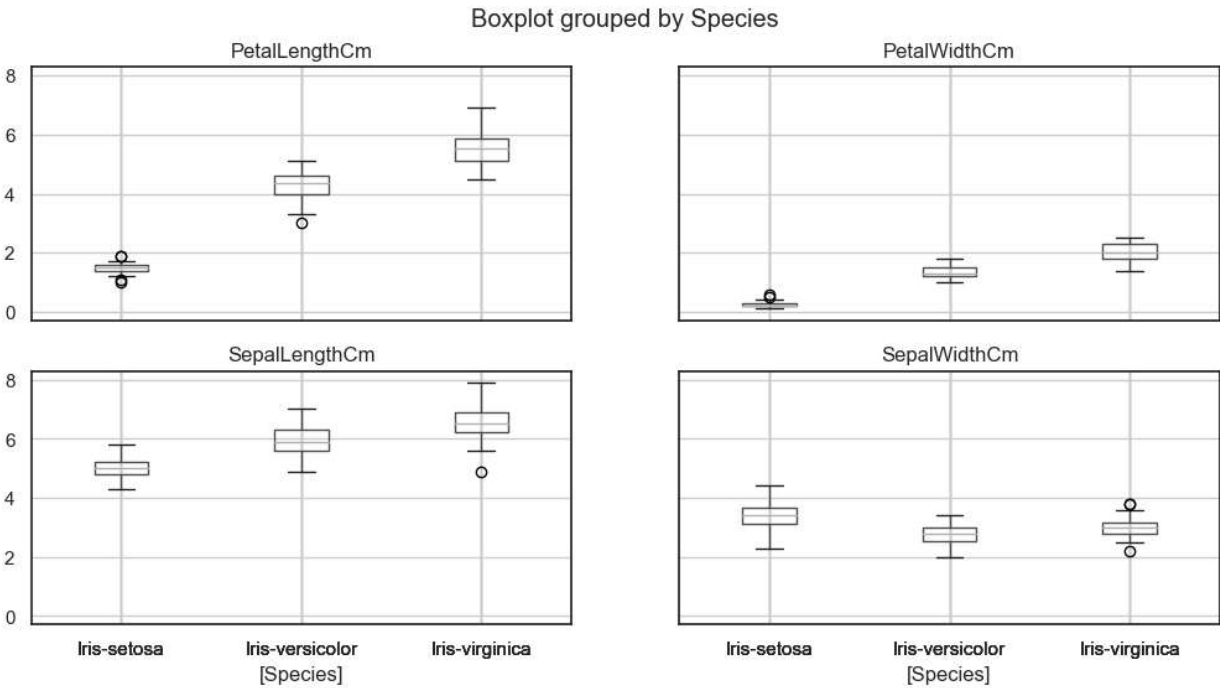 Boxplot grouped by Species
PetalLengthCm
8
6
4
2
0
PetalWidthCm
SepalLengthCm
8
6
4
2
0
Iris-setosa Iris-versicolor Iris-virginica
[Species]
SepalWidthCm
Iris-setosa Iris-versicolor Iris-virginica
[Species]